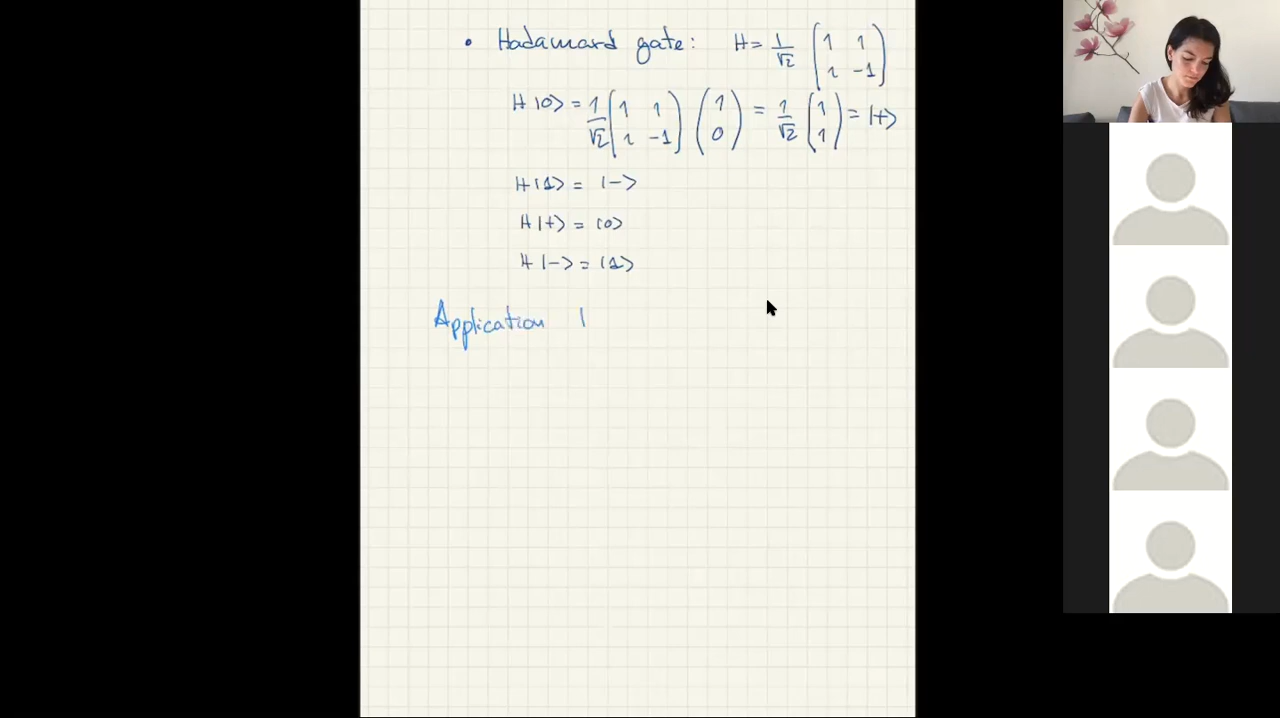 • Hadamard gate: H = 1/√2 (1 1; 1 -1)
H|0> = 1/√2 (1 1; 1 -1) (1; 0) = 1/√2 (1; 1) = |+>
H|1> = |->
H|+> = |0>
H|-> = |1>
Application